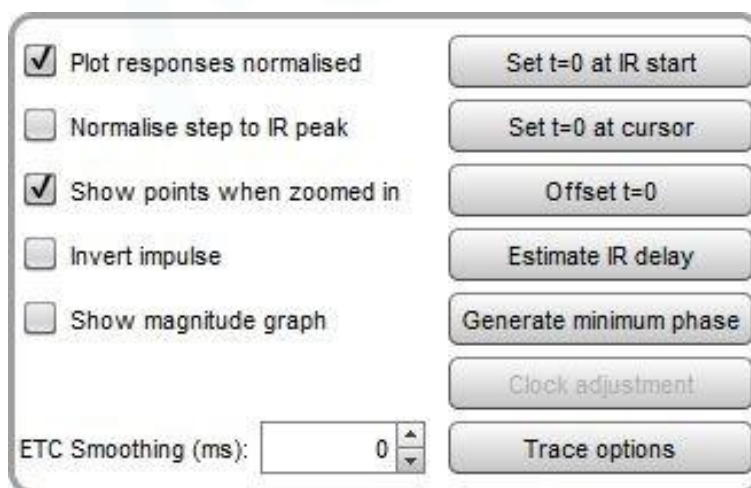 Plot responses normalised
Set t=0 at IR start
Normalise step to IR peak
Set t=0 at cursor
Show points when zoomed in
Offset t=0
Invert impulse
Estimate IR delay
Show magnitude graph
Generate minimum phase
Clock adjustment
ETC Smoothing (ms): 0
Trace options